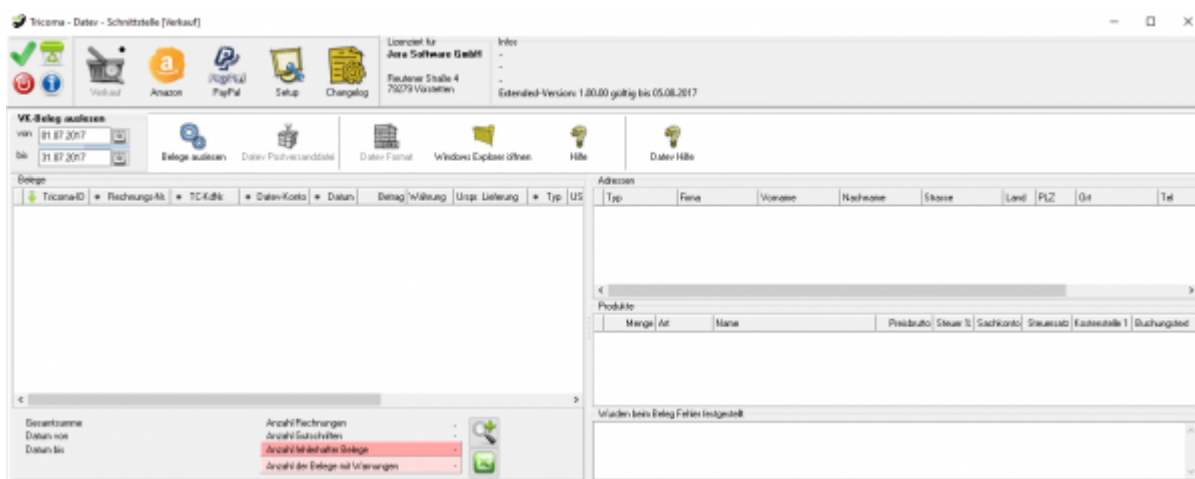 Tricoma - Datev - Schnittstelle [Verkauf]
Lizenziert für
Jera Software GmbH
Reutener Straße 4
79279 Vörstetten
Infos
-
-
-
Extended-Version: 1.00.00 gültig bis 05.08.2017
Verkauf
Amazon
PayPal
PayPal
Setup
Changelog
VK-Beleg auslesen
von 01.07.2017
bis 31.07.2017
Belege auslesen
Datev Postversanddatei
Datev Format
Windows Explorer öffnen
Hilfe
Datev Hilfe
Belege
Tricoma-ID Rechnungs-Nr. TC-KdNr. Datev-Konto Datum Betrag Währung Urspr. Lieferung Typ US
Adressen
Typ Firma Vorname Nachname Strasse Land PLZ Ort Tel
Produkte
Menge Art Name Preisbrutto Steuer % Sachkonto Steuersatz Kostenstelle 1 Buchungstext
Wurden beim Beleg Fehler festgestellt
Gesamtsumme
Datum von
Datum bis
Anzahl Rechnungen -
Anzahl Gutschriften -
Anzahl fehlerhafter Belege -
Anzahl der Belege mit Warnungen -